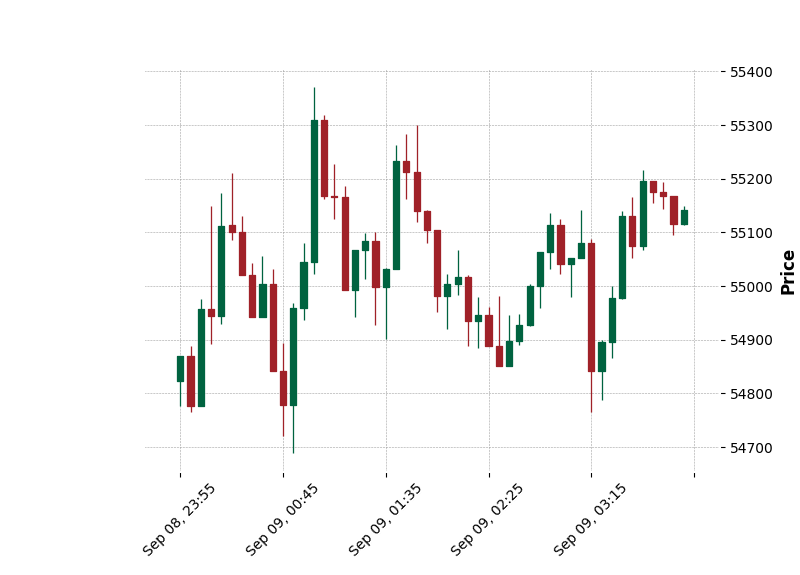 55400
55300
55200
55100
55000
54900
54800
54700
Price
Sep 08, 23:55
Sep 09, 00:45
Sep 09, 01:35
Sep 09, 02:25
Sep 09, 03:15